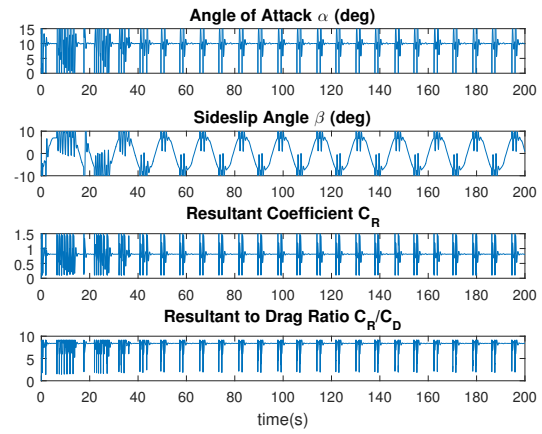 Angle of Attack α (deg)
15
10
5
0
0 20 40 60 80 100 120 140 160 180 200
Sideslip Angle β (deg)
10
0
-10
0 20 40 60 80 100 120 140 160 180 200
Resultant Coefficient C_R
1.5
1
0.5
0
0 20 40 60 80 100 120 140 160 180 200
Resultant to Drag Ratio C_R/C_D
10
5
0
0 20 40 60 80 100 120 140 160 180 200
time(s)